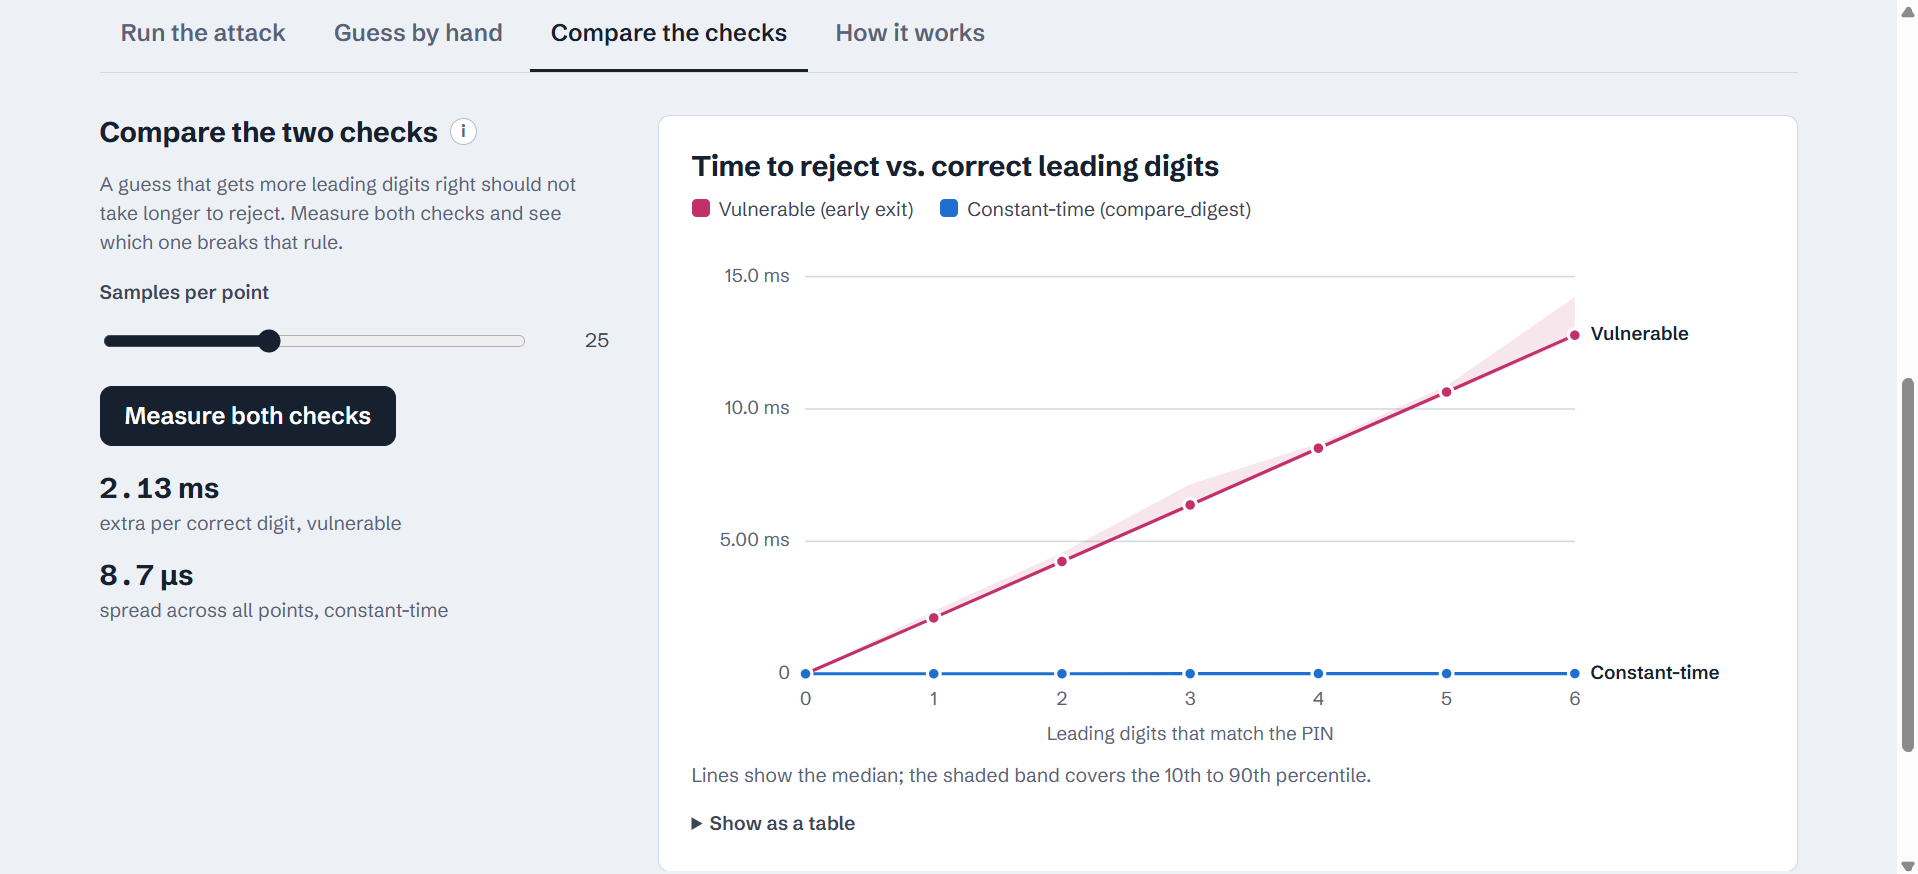 Run the attack
Guess by hand
Compare the checks
How it works
Compare the two checks i
A guess that gets more leading digits right should not
take longer to reject. Measure both checks and see
which one breaks that rule.
Samples per point
25
Measure both checks
2.13 ms
extra per correct digit, vulnerable
8.7 µs
spread across all points, constant-time
Time to reject vs. correct leading digits
Vulnerable (early exit)
Constant-time (compare_digest)
15.0 ms
10.0 ms
5.00 ms
0
Vulnerable
Constant-time
0 1 2 3 4 5 6
Leading digits that match the PIN
Lines show the median; the shaded band covers the 10th to 90th percentile.
Show as a table